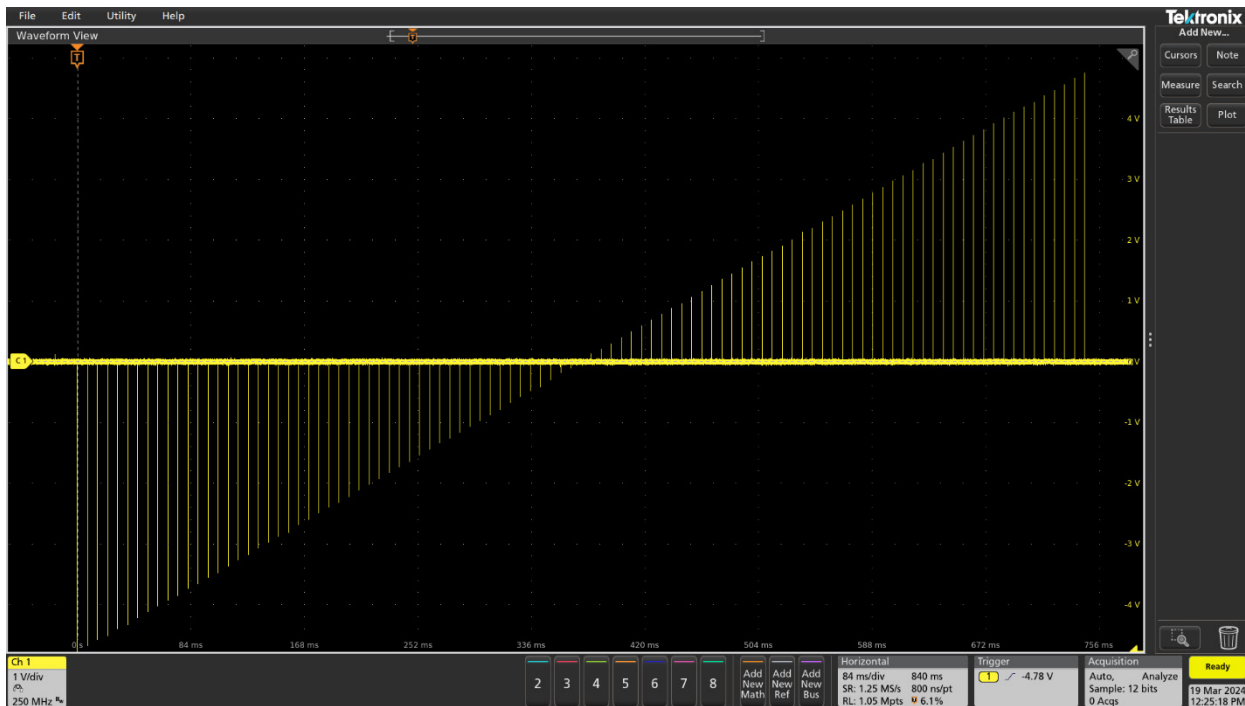 File Edit Utility Help
Tektronix
Waveform View
Add New...
T
T
Cursors Note
Measure Search
Results Table Plot
4 V
3 V
2 V
1 V
C 1
0 V
-1 V
-2 V
-3 V
-4 V
0 s 84 ms 168 ms 252 ms 336 ms 420 ms 504 ms 588 ms 672 ms 756 ms
Ch 1
1 V/div
250 MHz
2 3 4 5 6 7 8
Add New Math
Add New Ref
Add New Bus
Horizontal
84 ms/div 840 ms
SR: 1.25 MS/s 800 ns/pt
RL: 1.05 Mpts 6.1%
Trigger
1 -4.78 V
Acquisition
Auto, Analyze
Sample: 12 bits
0 Acqs
Ready
19 Mar 2024
12:25:18 PM